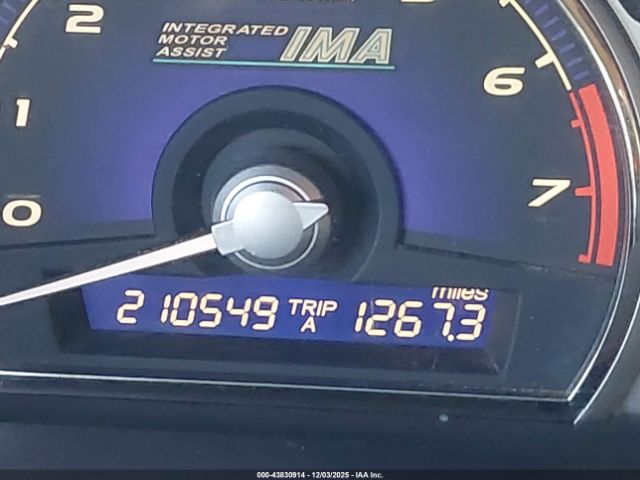 2
INTEGRATED
MOTOR
ASSIST
IMA
6
1
7
0
miles
210549 TRIP A 1267.3
000-43830914 - 12/03/2025 - IAA Inc.